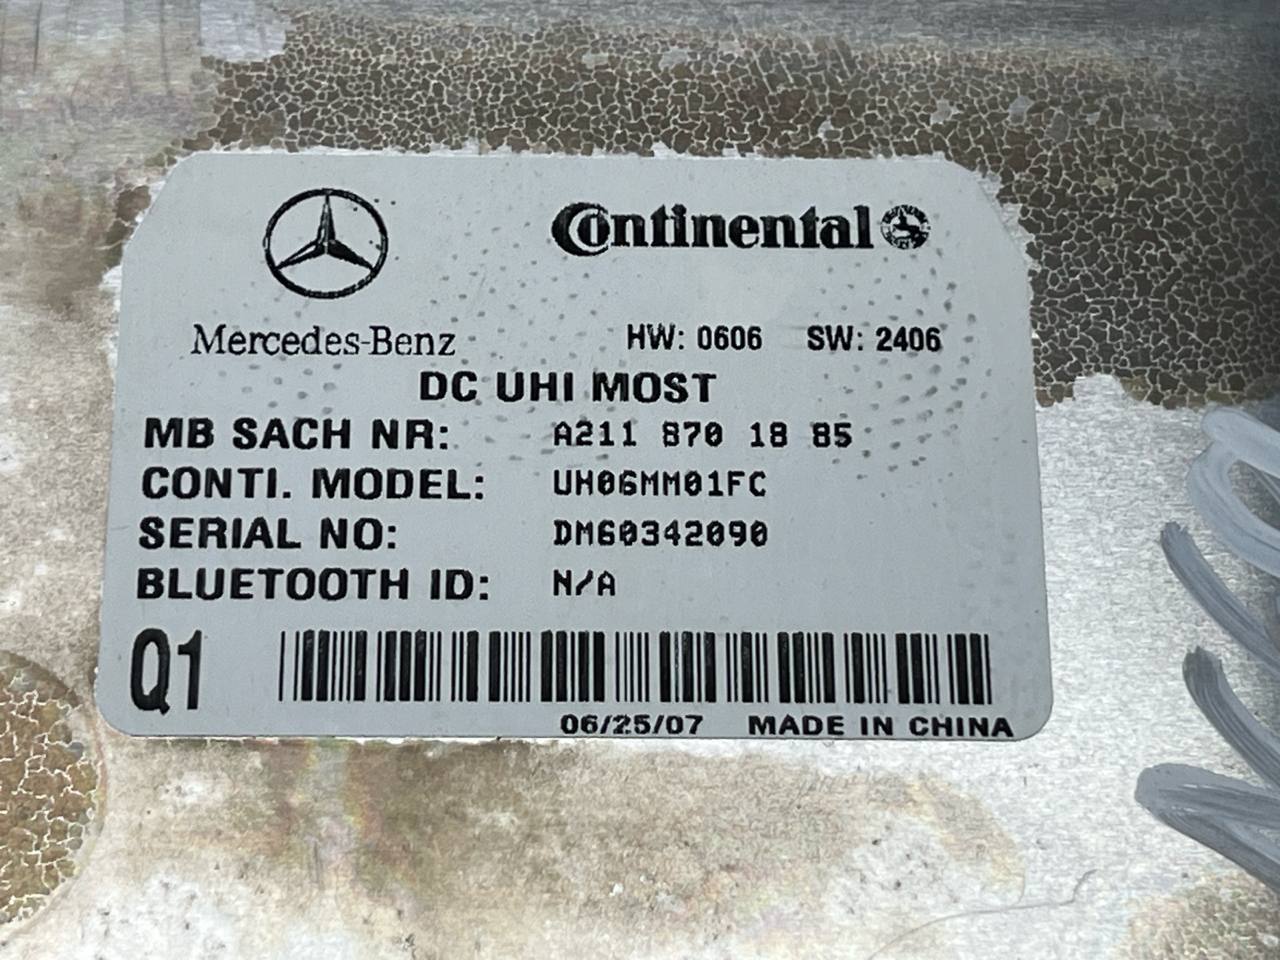 Continental
Mercedes-Benz
HW: 0606 SW: 2406
DC UHI MOST
MB SACH NR: A211 870 18 85
CONTI. MODEL: UH06MM01FC
SERIAL NO: DM60342090
BLUETOOTH ID: N/A
Q1
06/25/07 MADE IN CHINA